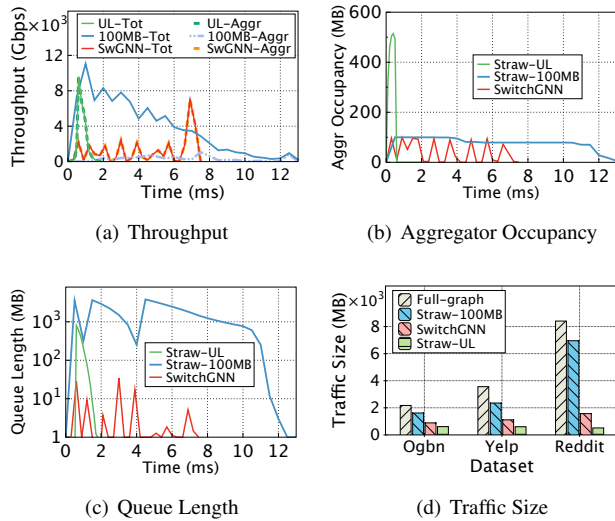 ×10³
UL-Tot
100MB-Tot
SwGNN-Tot
UL-Aggr
100MB-Aggr
SwGNN-Aggr
Throughput (Gbps)
12
8
4
0
0 2 4 6 8 10 12
Time (ms)
(a) Throughput
Aggr Occupancy (MB)
600
400
200
0
Straw-UL
Straw-100MB
SwitchGNN
0 2 4 6 8 10 12
Time (ms)
(b) Aggregator Occupancy
Queue Length (MB)
10³
10²
10¹
1
Straw-UL
Straw-100MB
SwitchGNN
0 2 4 6 8 10 12
Time (ms)
(c) Queue Length
Traffic Size (MB)
×10³
8
6
4
2
0
Full-graph
Straw-100MB
SwitchGNN
Straw-UL
Ogbn Yelp Reddit
Dataset
(d) Traffic Size